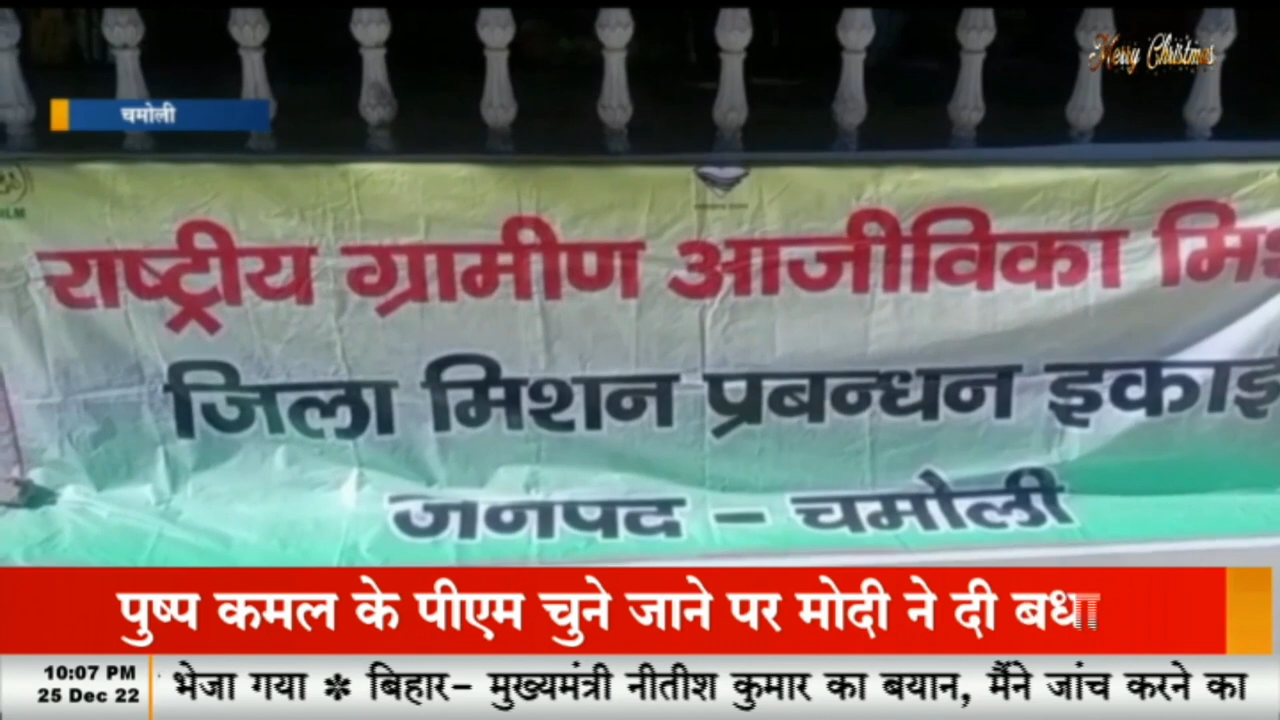 Merry Christmas
चमोली
राष्ट्रीय ग्रामीण आजीविका
जिला मिशन प्रबन्धन इकाई
जनपद - चमोली
पुष्प कमल के पीएम चुने जाने पर मोदी ने दी
10:07 PM
25 Dec 22
भेजा गया * बिहार- मुख्यमंत्री नीतीश कुमार का बयान, मैंने जांच करने का